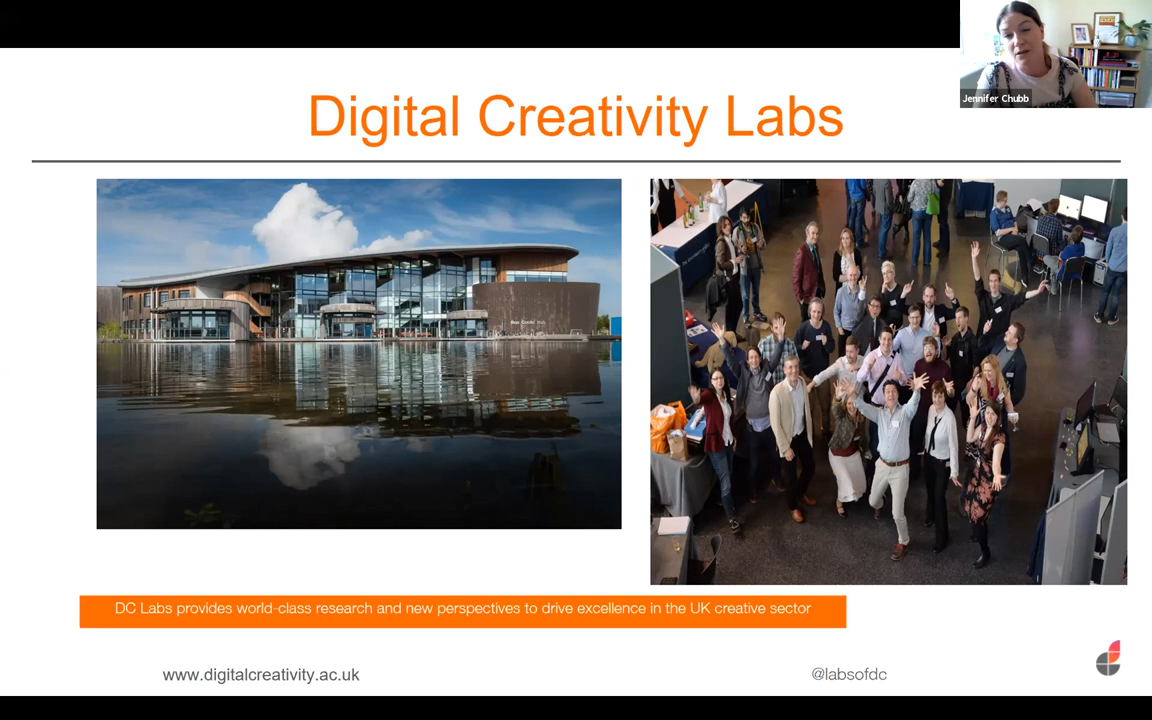 Jennifer Chubb
Digital Creativity Labs
DC Labs provides world-class research and new perspectives to drive excellence in the UK creative sector
www.digitalcreativity.ac.uk
@labsofdc